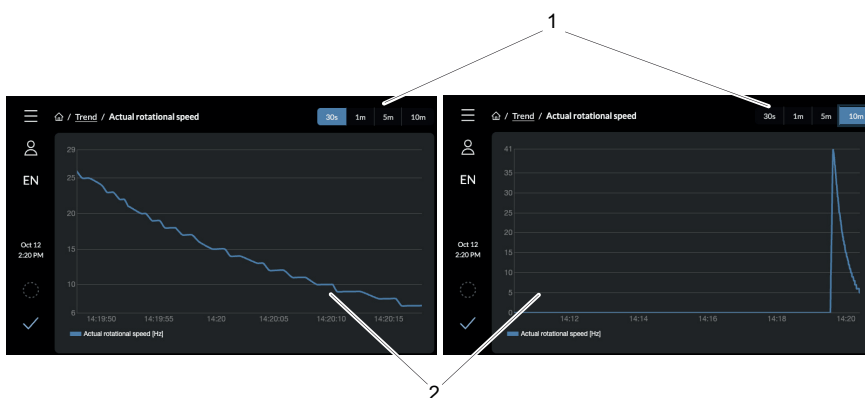 1
/ Trend / Actual rotational speed
30s 1m 5m 10m
EN
Oct 12
2:20 PM
29
25
20
15
10
6
14:19:50 14:19:55 14:20 14:20:05 14:20:10 14:20:15
Actual rotational speed [Hz]
/ Trend / Actual rotational speed
30s 1m 5m 10m
EN
Oct 12
2:20 PM
41
35
30
25
20
15
10
5
0
14:12 14:14 14:16 14:18 14:20
Actual rotational speed [Hz]
2